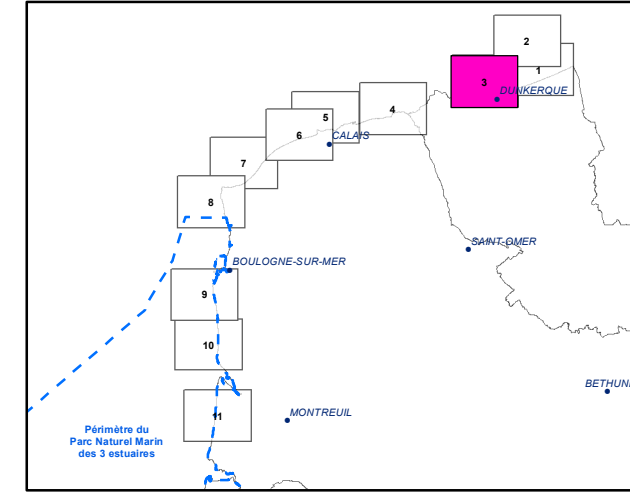 2
1
3
DUNKERQUE
4
5
6
CALAIS
7
8
SAINT-OMER
BOULOGNE-SUR-MER
9
10
BETHUN
11
MONTREUIL
Périmètre du
Parc Naturel Marin
des 3 estuaires